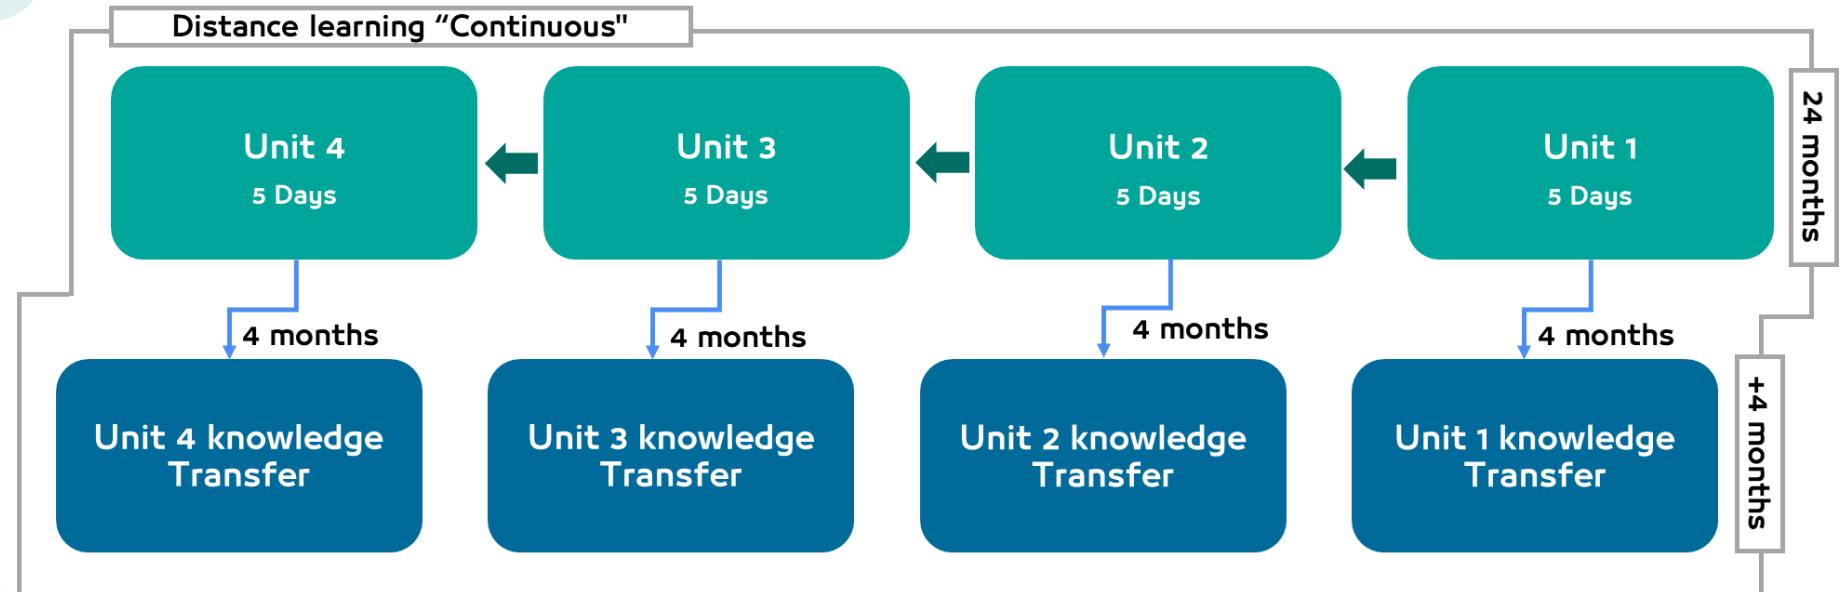 Distance learning “Continuous"
Unit 4
5 Days
Unit 3
5 Days
Unit 2
5 Days
Unit 1
5 Days
24 months
4 months
4 months
4 months
4 months
Unit 4 knowledge
Transfer
Unit 3 knowledge
Transfer
Unit 2 knowledge
Transfer
Unit 1 knowledge
Transfer
+4 months